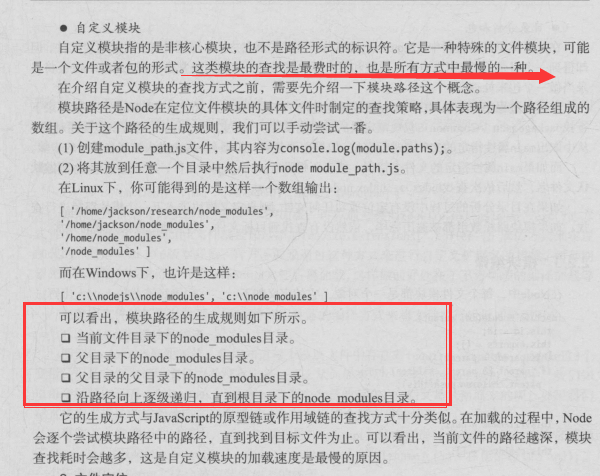 ● 自定义模块
自定义模块指的是非核心模块，也不是路径形式的标识符。它是一种特殊的文件模块，可能
是一个文件或者包的形式。这类模块的查找是最费时的，也是所有方式中最慢的一种。
在介绍自定义模块的查找方式之前，需要先介绍一下模块路径这个概念。
模块路径是Node在定位文件模块的具体文件时制定的查找策略，具体表现为一个路径组成的
数组。关于这个路径的生成规则，我们可以手动尝试一番。
(1) 创建module_path.js文件，其内容为console.log(module.paths);。
(2) 将其放到任意一个目录中然后执行node module_path.js。
在Linux下，你可能得到的是这样一个数组输出：
[ '/home/jackson/research/node_modules',
'/home/jackson/node_modules',
'/home/node_modules',
'/node_modules' ]
而在Windows下，也许是这样：
[ 'c:\\nodejs\\node_modules', 'c:\\node_modules' ]
可以看出，模块路径的生成规则如下所示。
❑ 当前文件目录下的node_modules目录。
❑ 父目录下的node_modules目录。
❑ 父目录的父目录下的node_modules目录。
❑ 沿路径向上逐级递归，直到根目录下的node_modules目录。
它的生成方式与JavaScript的原型链或作用域链的查找方式十分类似。在加载的过程中，Node
会逐个尝试模块路径中的路径，直到找到目标文件为止。可以看出，当前文件的路径越深，模块
查找耗时会越多，这是自定义模块的加载速度是最慢的原因。